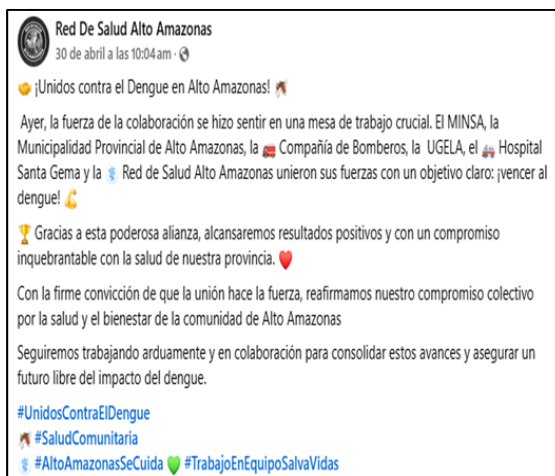 Red De Salud Alto Amazonas
30 de abril a las 10:04 am ·
🤝 ¡Unidos contra el Dengue en Alto Amazonas! 🦟
Ayer, la fuerza de la colaboración se hizo sentir en una mesa de trabajo crucial. El MINSA, la
Municipalidad Provincial de Alto Amazonas, la 🚒 Compañía de Bomberos, la UGELA, el 🚑 Hospital
Santa Gema y la ⚕️ Red de Salud Alto Amazonas unieron sus fuerzas con un objetivo claro: ¡vencer al
dengue! 💪
🏆 Gracias a esta poderosa alianza, alcansaremos resultados positivos y con un compromiso
inquebrantable con la salud de nuestra provincia. ❤️
Con la firme convicción de que la unión hace la fuerza, reafirmamos nuestro compromiso colectivo
por la salud y el bienestar de la comunidad de Alto Amazonas
Seguiremos trabajando arduamente y en colaboración para consolidar estos avances y asegurar un
futuro libre del impacto del dengue.
#UnidosContraElDengue
🦟 #SaludComunitaria
⚕️ #AltoAmazonasSeCuida 💚 #TrabajoEnEquipoSalvaVidas